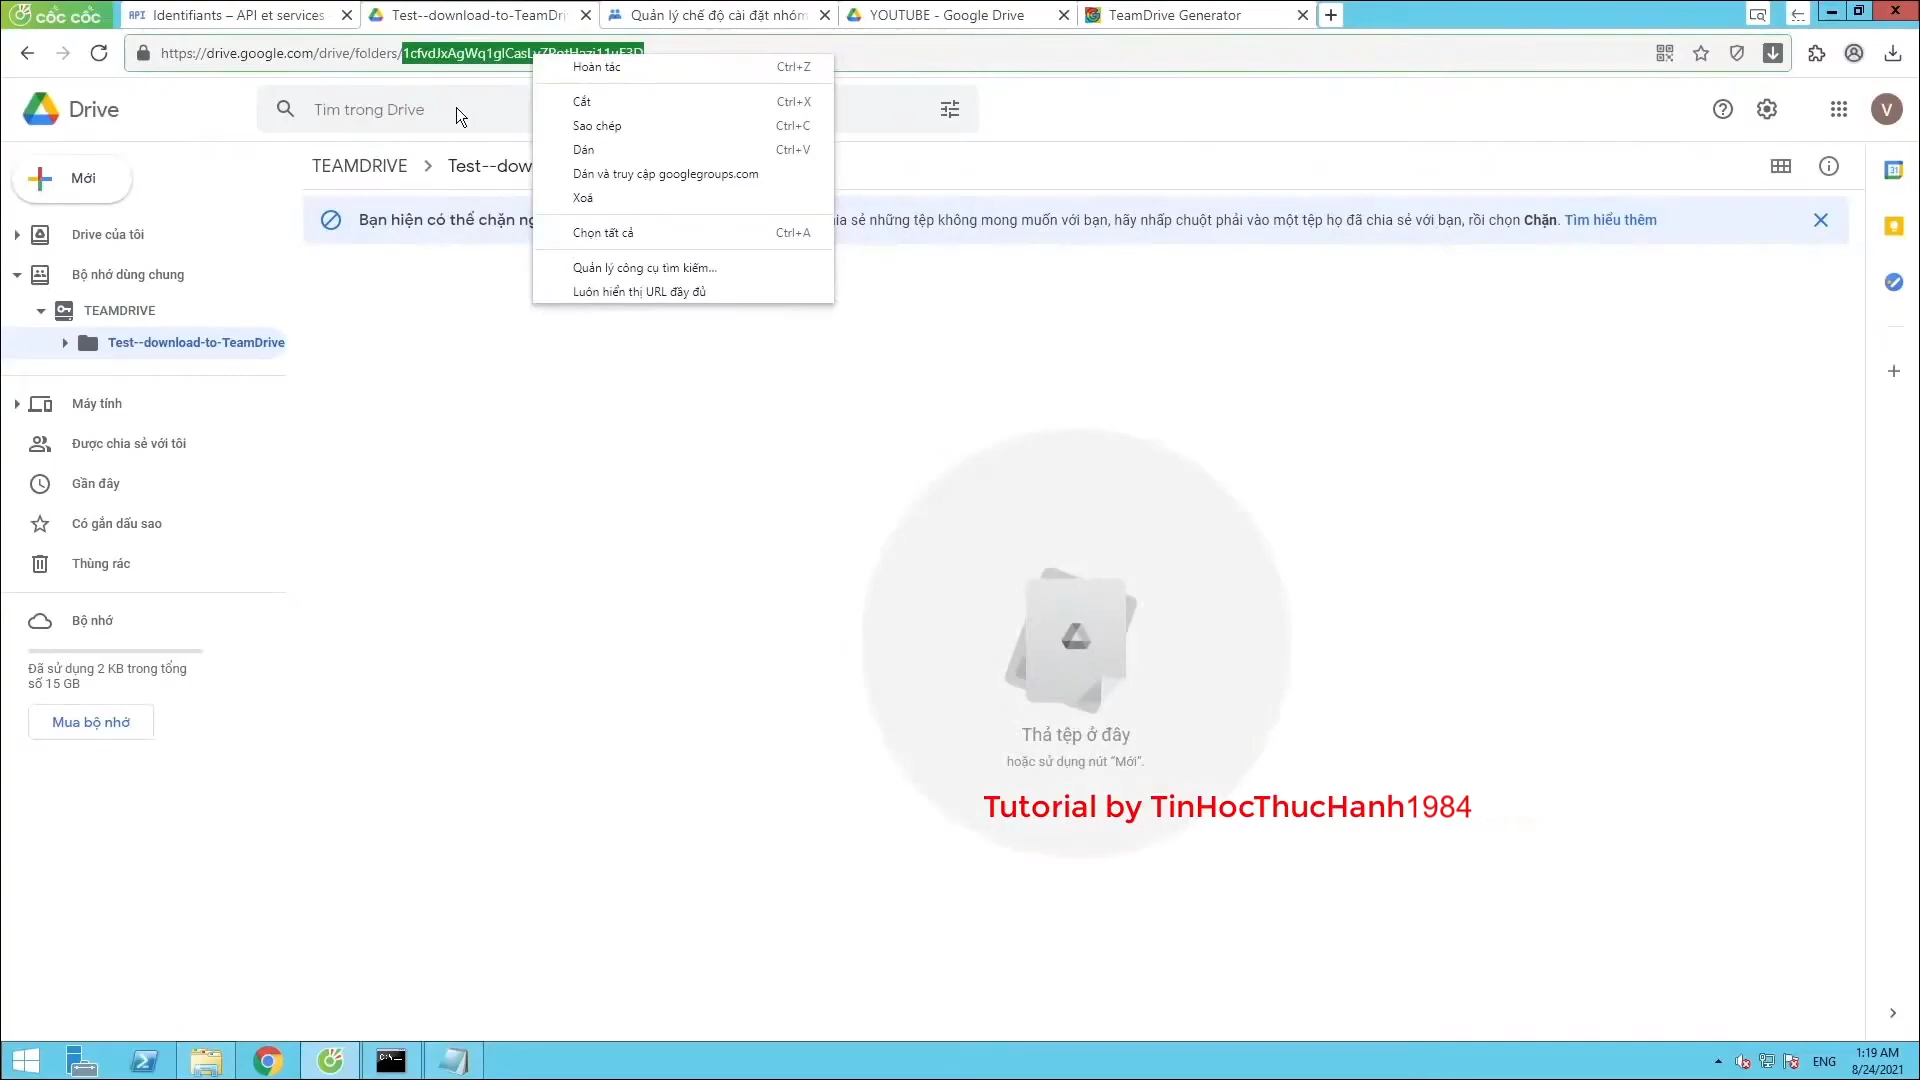 cốc cốc
API Identifiants – API et services
Test--download-to-TeamDri
Quản lý chế độ cài đặt nhóm
YOUTUBE - Google Drive
TeamDrive Generator
https://drive.google.com/drive/folders/
Drive
Tìm trong Drive
V
Hoàn tác Ctrl+Z
Cắt Ctrl+X
Sao chép Ctrl+C
Dán Ctrl+V
Dán và truy cập googlegroups.com
Xoá
Chọn tất cả Ctrl+A
Quản lý công cụ tìm kiếm...
Luôn hiển thị URL đầy đủ
TEAMDRIVE > Test--dow
Bạn hiện có thể chặn
sẻ những tệp không mong muốn với bạn, hãy nhấp chuột phải vào một tệp họ đã chia sẻ với bạn, rồi chọn Chặn. Tìm hiểu thêm
Mới
Drive của tôi
Bộ nhớ dùng chung
TEAMDRIVE
Test--download-to-TeamDrive
Máy tính
Được chia sẻ với tôi
Gần đây
Có gắn dấu sao
Thùng rác
Bộ nhớ
Đã sử dụng 2 KB trong tổng
số 15 GB
Mua bộ nhớ
31
Thả tệp ở đây
hoặc sử dụng nút “Mới”.
Tutorial by TinHocThucHanh1984
ENG
1:19 AM
8/24/2021